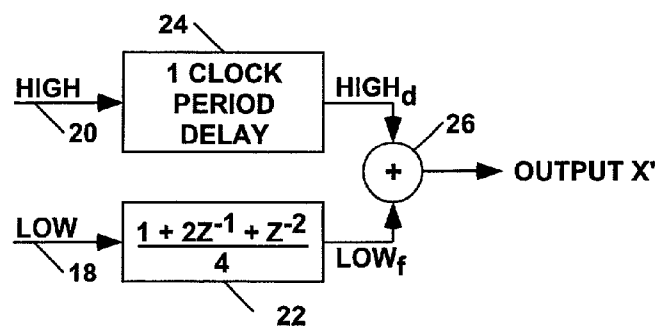 24
HIGH
20
1 CLOCK
PERIOD
DELAY
HIGHd
26
+
OUTPUT X'
LOW
18
1 + 2Z⁻¹ + Z⁻²
4
LOWf
22